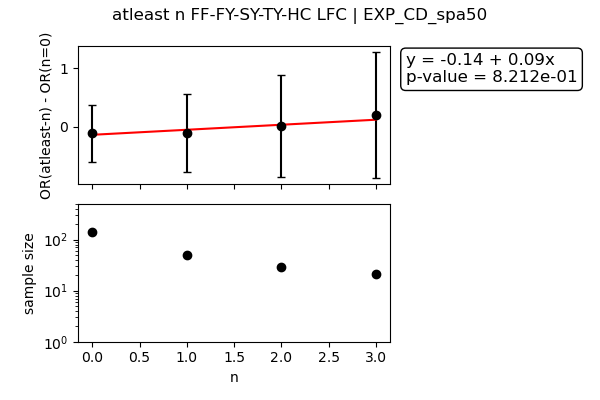 atleast n FF-FY-SY-TY-HC LFC | EXP_CD_spa50
OR(atleast-n) - OR(n=0)
1
0
y = -0.14 + 0.09x
p-value = 8.212e-01
sample size
10²
10¹
10⁰
0.0 0.5 1.0 1.5 2.0 2.5 3.0
n